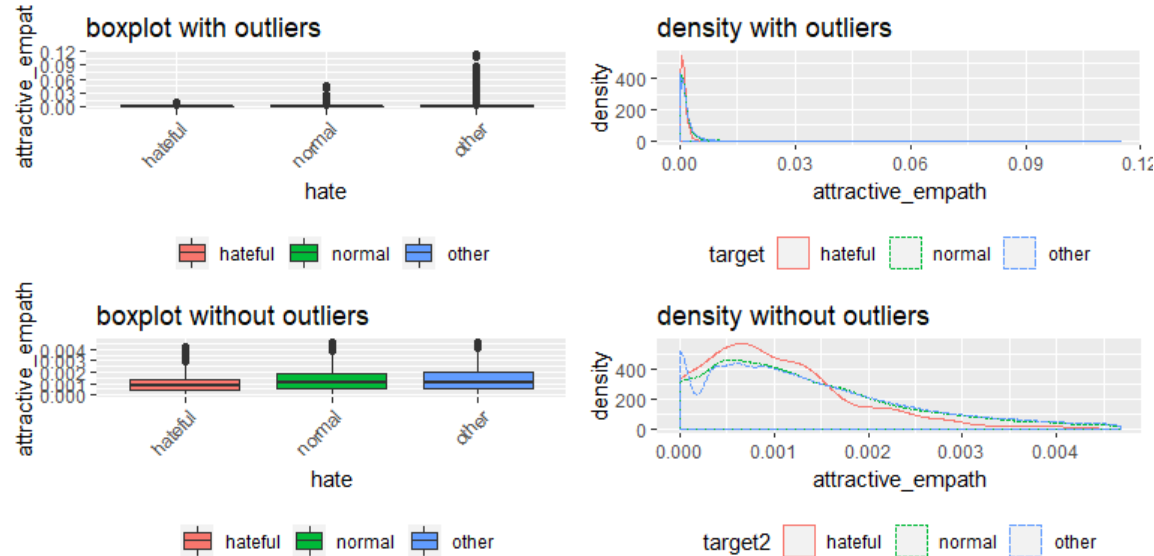 boxplot with outliers
attractive_empat
0.12
0.09
0.06
0.03
0.00
hateful
normal
other
hate
hateful normal other
density with outliers
density
400
200
0
0.00 0.03 0.06 0.09 0.12
attractive_empath
target hateful normal other
boxplot without outliers
attractive_empath
0.004
0.003
0.002
0.001
0.000
hateful
normal
other
hate
hateful normal other
density without outliers
density
400
200
0
0.000 0.001 0.002 0.003 0.004
attractive_empath
target2 hateful normal other